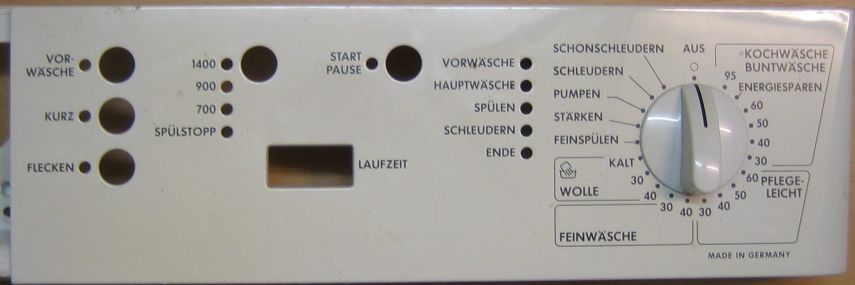 VOR-
WÄSCHE
KURZ
FLECKEN
1400
900
700
SPÜLSTOPP
START
PAUSE
LAUFZEIT
VORWÄSCHE
HAUPTWÄSCHE
SPÜLEN
SCHLEUDERN
ENDE
SCHONSCHLEUDERN
SCHLEUDERN
PUMPEN
STÄRKEN
FEINSPÜLEN
AUS
KOCHWÄSCHE
BUNTWÄSCHE
95
ENERGIESPAREN
60
50
40
30
PFLEGE-
LEICHT
60
50
40
30
FEINWÄSCHE
40
30
WOLLE
40
30
KALT
MADE IN GERMANY